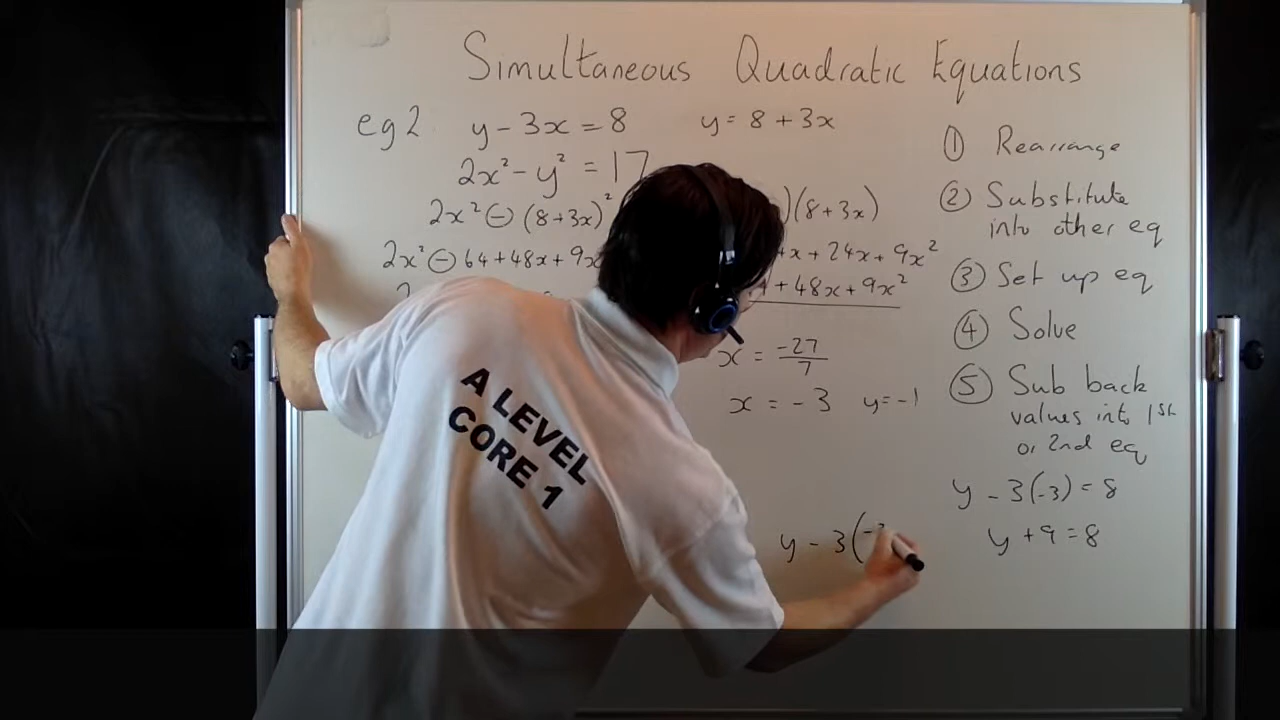 Simultaneous Quadratic Equations
eg 2 y - 3x = 8 y = 8 + 3x
2x² - y² = 17
2x² - (8+3x)² )(8+3x)
2x² - 64 + 48x + 9x x + 24x + 9x²
+ 48x + 9x²
x = -27/7
x = -3 y = -1
y - 3(-
① Rearrange
② Substitute
into other eq
③ Set up eq
④ Solve
⑤ Sub back
values into 1st
or 2nd eq
y - 3(-3) = 8
y + 9 = 8
A LEVEL
CORE 1